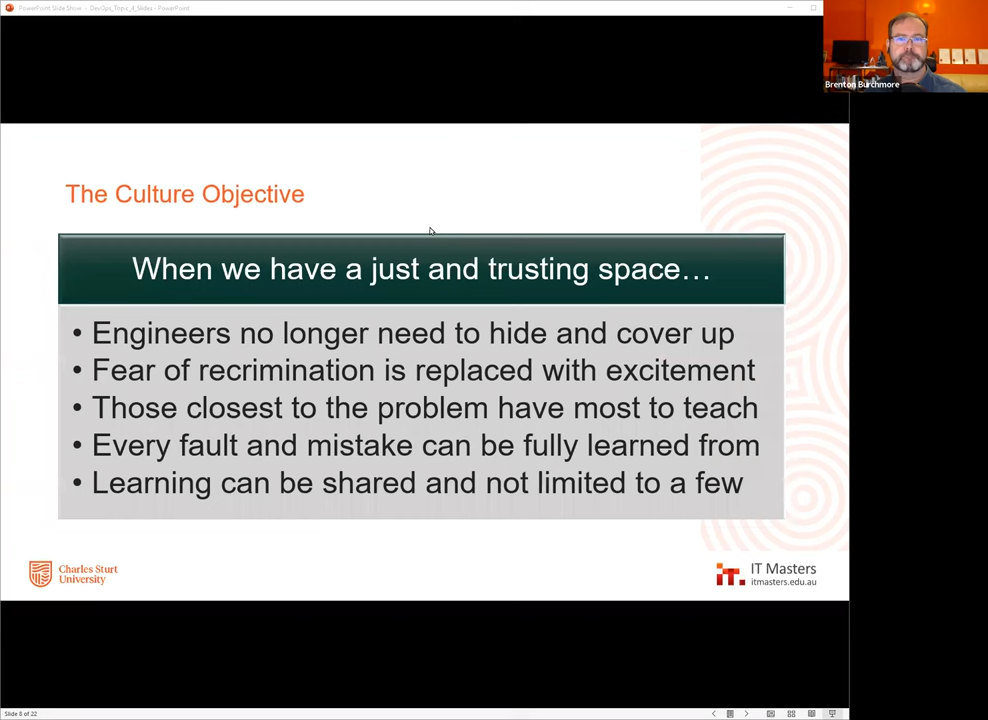 PowerPoint Slide Show - DevOps_Topic_4_Slides - PowerPoint
Brenton Burchmore
The Culture Objective
When we have a just and trusting space…
• Engineers no longer need to hide and cover up
• Fear of recrimination is replaced with excitement
• Those closest to the problem have most to teach
• Every fault and mistake can be fully learned from
• Learning can be shared and not limited to a few
Charles Sturt
University
IT Masters
itmasters.edu.au
Slide 8 of 22